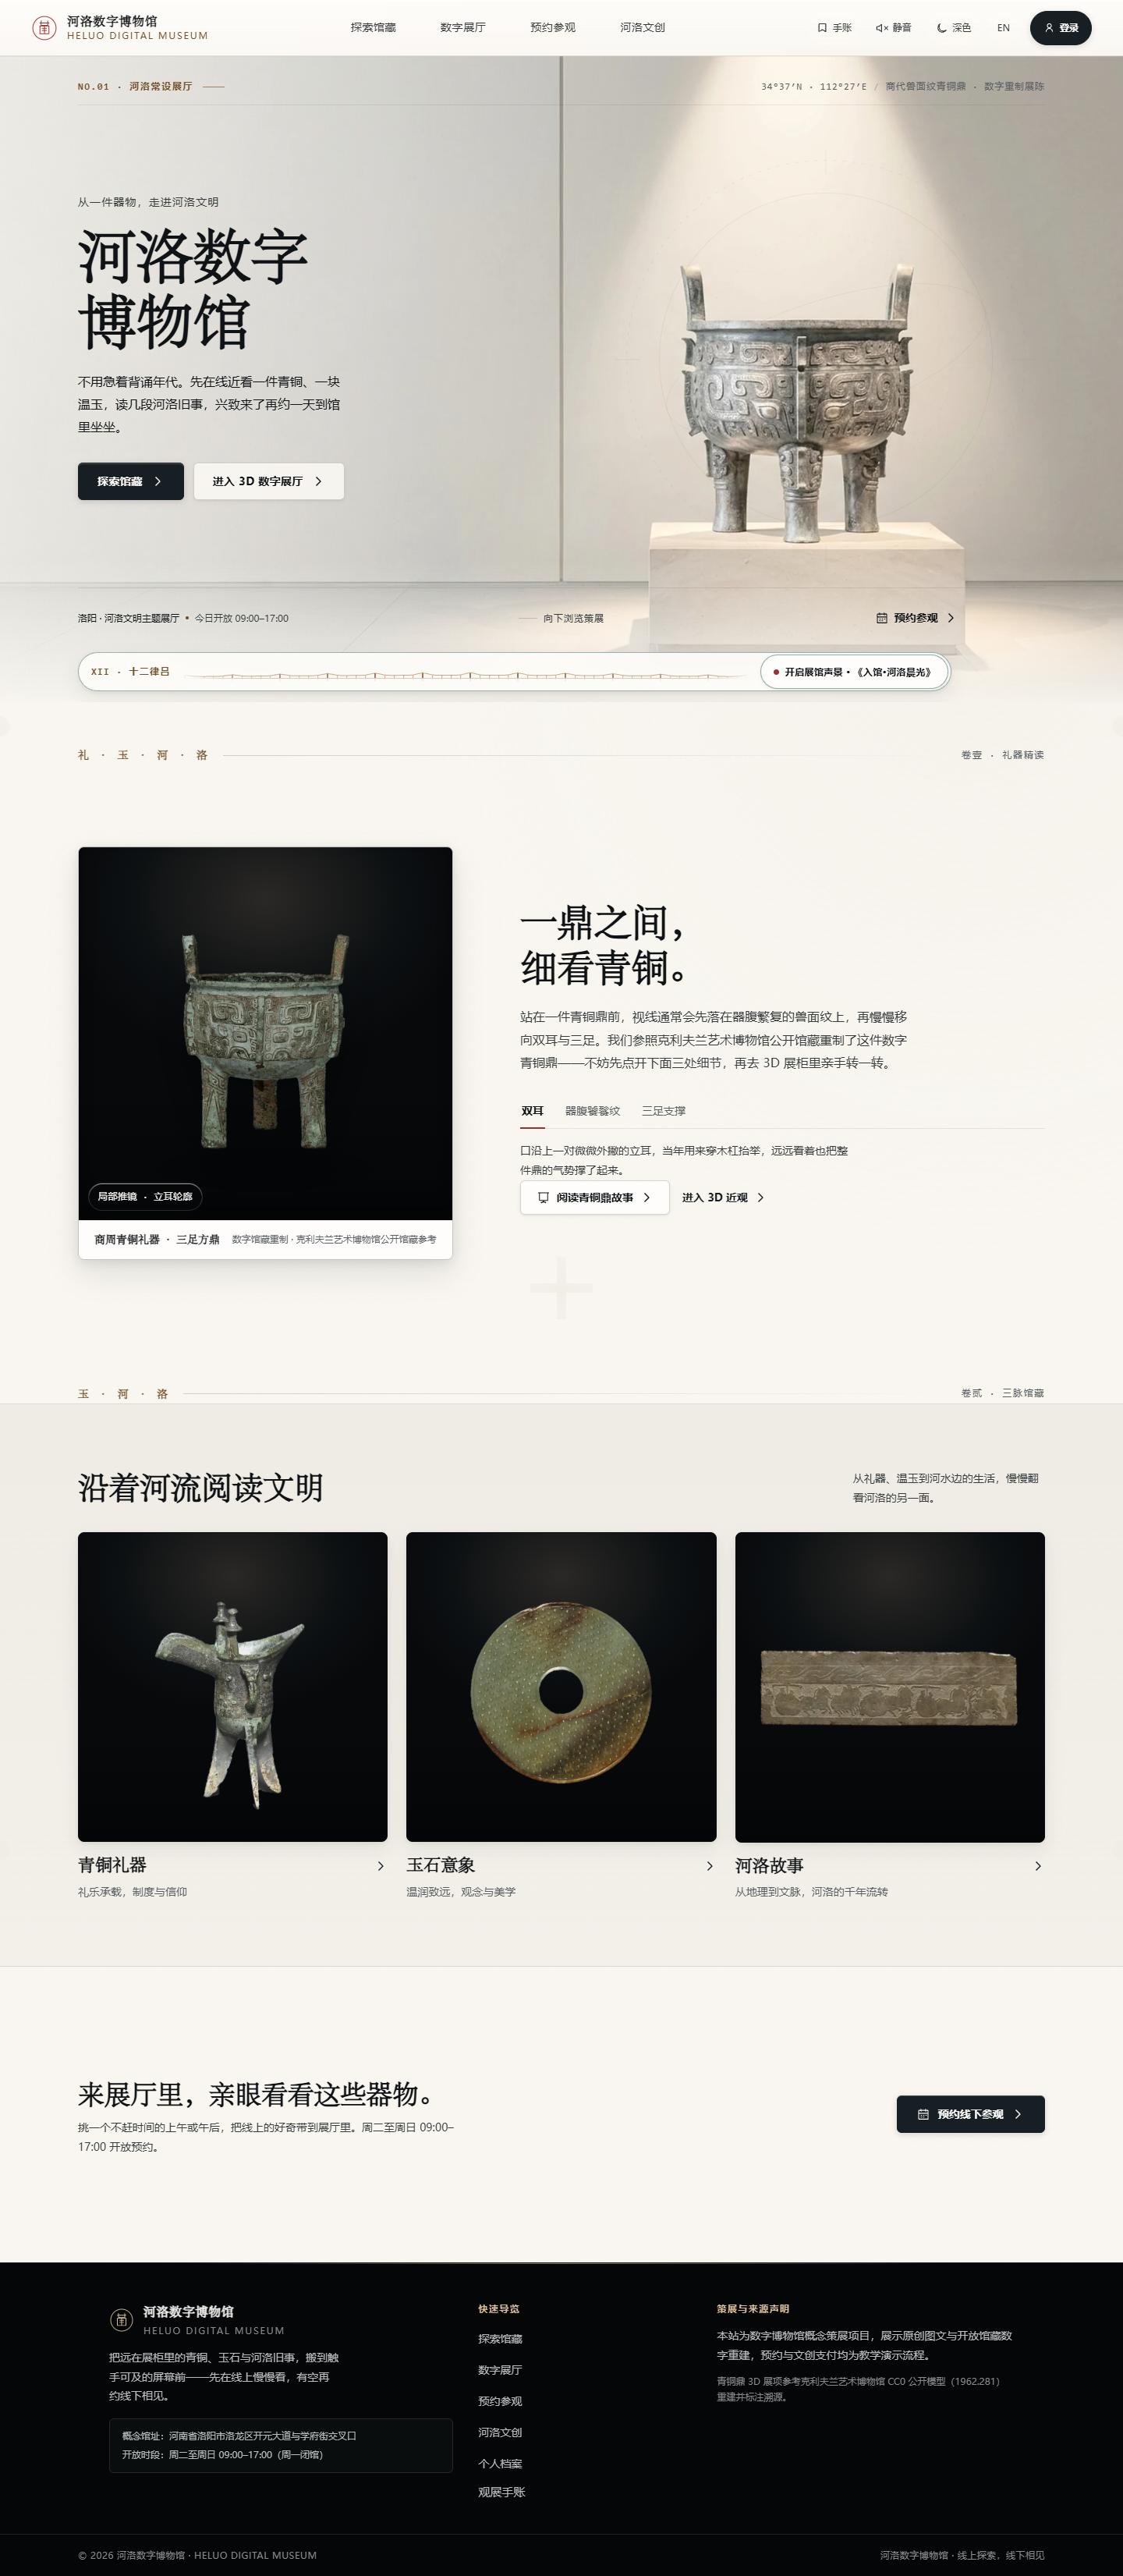 河洛数字博物馆
HELUO DIGITAL MUSEUM
探索馆藏
数字展厅
预约参观
河洛文创
手账
静音
深色
EN
登录
NO.01 · 河洛常设展厅
34°37′N · 112°27′E / 商代兽面纹青铜鼎 · 数字重制展陈
从一件器物，走进河洛文明
河洛数字
博物馆
不用急着背诵年代。先在线近看一件青铜、一块
温玉，读几段河洛旧事，兴致来了再约一天到馆
里坐坐。
探索馆藏
进入 3D 数字展厅
洛阳 · 河洛文明主题展厅 • 今日开放 09:00–17:00
向下浏览策展
预约参观
XII · 十二律吕
开启展馆声景 · 《入馆·河洛晨光》
礼 · 玉 · 河 · 洛
卷壹 · 礼器精读
一鼎之间，
细看青铜。
站在一件青铜鼎前，视线通常会先落在器腹繁复的兽面纹上，再慢慢移
向双耳与三足。我们参照克利夫兰艺术博物馆公开馆藏重制了这件数字
青铜鼎——不妨先点开下面三处细节，再去 3D 展柜里亲手转一转。
双耳
器腹饕餮纹
三足支撑
口沿上一对微微外撇的立耳，当年用来穿木杠抬举，远远看着也把整
件鼎的气势撑了起来。
阅读青铜鼎故事
进入 3D 近观
局部推镜 · 立耳轮廓
商周青铜礼器 · 三足方鼎
数字馆藏重制 · 克利夫兰艺术博物馆公开馆藏参考
玉 · 河 · 洛
卷贰 · 三脉馆藏
沿着河流阅读文明
从礼器、温玉到河水边的生活，慢慢翻
看河洛的另一面。
青铜礼器
礼乐承载，制度与信仰
玉石意象
温润致远，观念与美学
河洛故事
从地理到文脉，河洛的千年流转
来展厅里，亲眼看看这些器物。
挑一个不赶时间的上午或午后，把线上的好奇带到展厅里。周二至周日 09:00–
17:00 开放预约。
预约线下参观
河洛数字博物馆
HELUO DIGITAL MUSEUM
把远在展柜里的青铜、玉石与河洛旧事，搬到触
手可及的屏幕前——先在线上慢慢看，有空再
约线下相见。
概念馆址：河南省洛阳市洛龙区开元大道与学府街交叉口
开放时段：周二至周日 09:00–17:00（周一闭馆）
快速导览
探索馆藏
数字展厅
预约参观
河洛文创
个人档案
观展手账
策展与来源声明
本站为数字博物馆概念策展项目，展示原创图文与开放馆藏数
字重建，预约与文创支付均为教学演示流程。
青铜鼎 3D 展项参考克利夫兰艺术博物馆 CC0 公开模型（1962.281）
重建并标注溯源。
© 2026 河洛数字博物馆 · HELUO DIGITAL MUSEUM
河洛数字博物馆 · 线上探索，线下相见